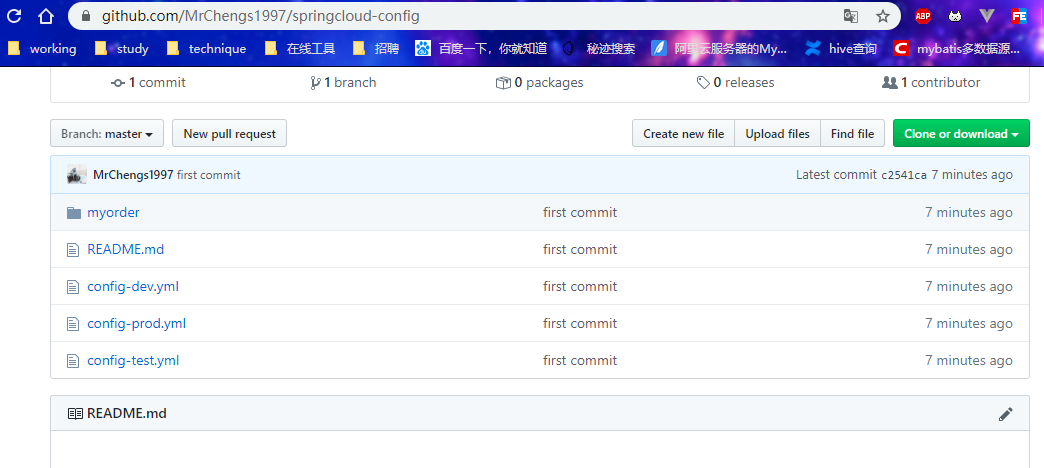 github.com/MrChengs1997/springcloud-config
ABP
FE
working study technique 在线工具 招聘 百度一下，你就知道 秘迹搜索 阿里云服务器的My... hive查询 C mybatis多数据源...
1 commit 1 branch 0 packages 0 releases 1 contributor
Branch: master New pull request Create new file Upload files Find file Clone or download
MrChengs1997 first commit Latest commit c2541ca 7 minutes ago
myorder first commit 7 minutes ago
README.md first commit 7 minutes ago
config-dev.yml first commit 7 minutes ago
config-prod.yml first commit 7 minutes ago
config-test.yml first commit 7 minutes ago
README.md